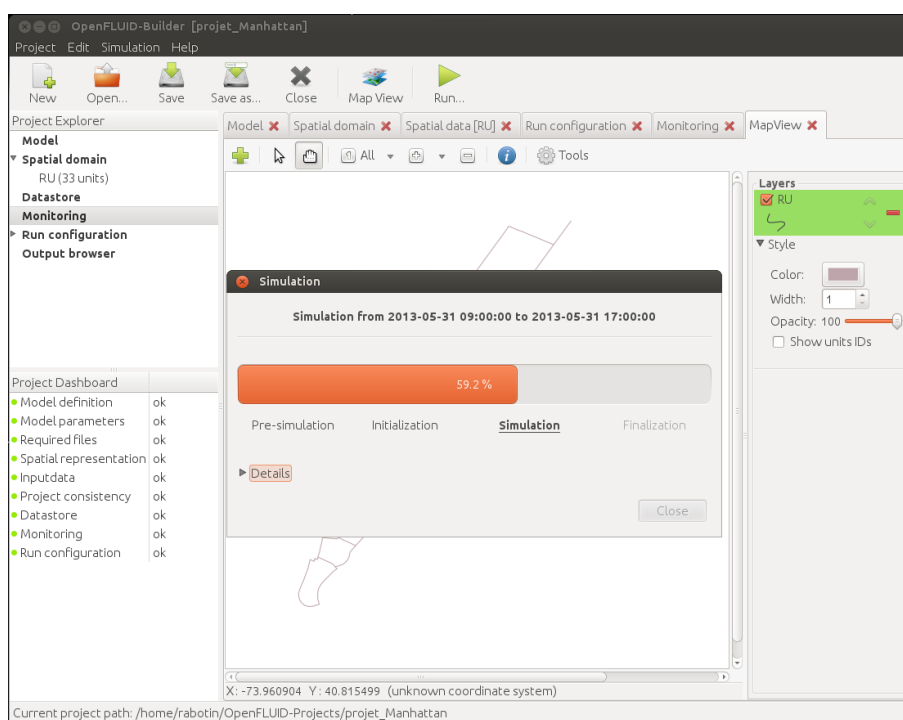 OpenFLUID-Builder [projet_Manhattan]
Project Edit Simulation Help
New Open... Save Save as... Close Map View Run...
Project Explorer
Model
Spatial domain
RU (33 units)
Datastore
Monitoring
Run configuration
Output browser
Model Spatial domain Spatial data [RU] Run configuration Monitoring MapView
All Tools
Layers
RU
Style
Color:
Width: 1
Opacity: 100
Show units IDs
Simulation
Simulation from 2013-05-31 09:00:00 to 2013-05-31 17:00:00
59.2 %
Pre-simulation Initialization Simulation Finalization
Details
Close
Project Dashboard
Model definition ok
Model parameters ok
Required files ok
Spatial representation ok
Inputdata ok
Project consistency ok
Datastore ok
Monitoring ok
Run configuration ok
X: -73.960904 Y: 40.815499 (unknown coordinate system)
Current project path: /home/rabotin/OpenFLUID-Projects/projet_Manhattan